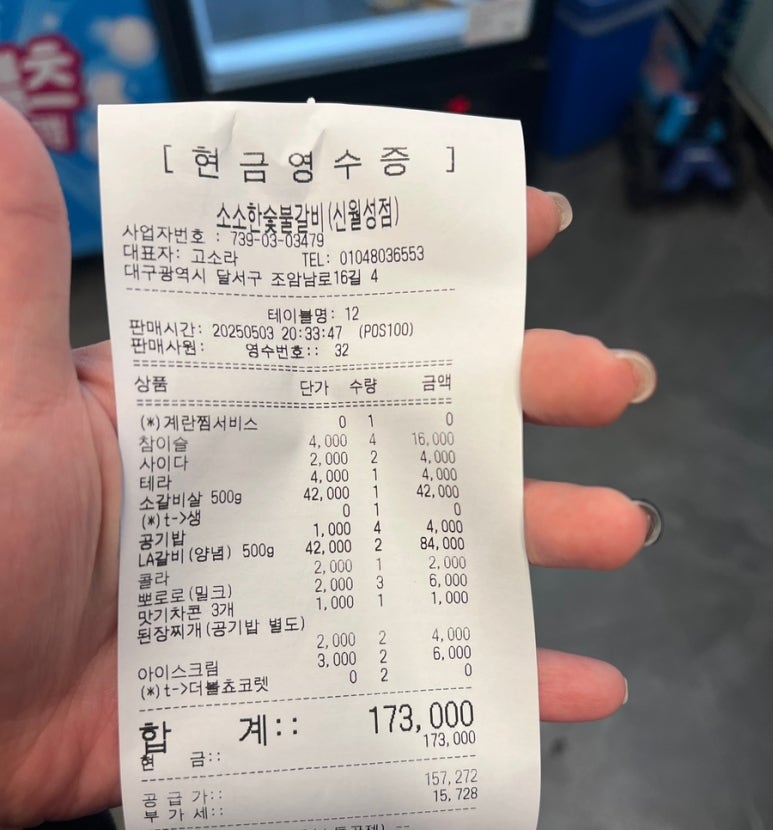 [ 현 금 영 수 증 ]
소소한숯불갈비(신월성점)
사업자번호 : 739-03-03479
대표자: 고소라 TEL: 01048036553
대구광역시 달서구 조암남로16길 4
테이블명: 12
판매시간: 20250503 20:33:47 (POS100)
판매사원: 영수번호:: 32
상품 단가 수량 금액
(*)계란찜서비스 0 1 0
참이슬 4,000 4 16,000
사이다 2,000 2 4,000
테라 4,000 1 4,000
소갈비살 500g 42,000 1 42,000
(*)t->생 0 1 0
공기밥 1,000 4 4,000
LA갈비(양념) 500g 42,000 2 84,000
콜라 2,000 1 2,000
뽀로로(밀크) 2,000 3 6,000
맛기차콘 3개 1,000 1 1,000
된장찌개(공기밥 별도)
2,000 2 4,000
아이스크림 3,000 2 6,000
(*)t->더블쵸코렛 0 2 0
합 계:: 173,000
현 금:: 173,000
공 급 가:: 157,272
부 가 세:: 15,728